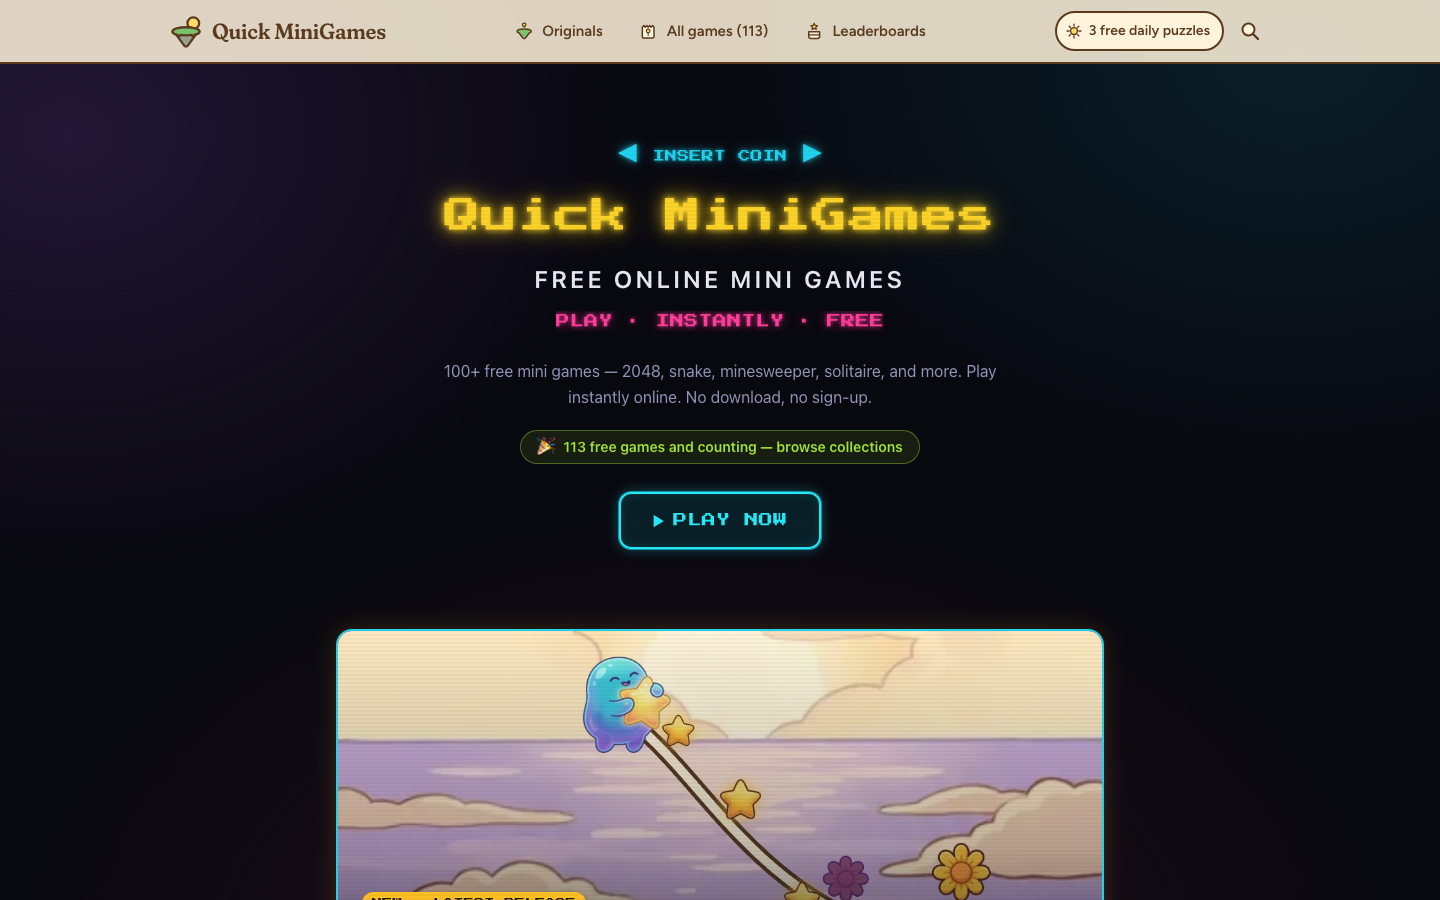 Quick MiniGames
Originals
All games (113)
Leaderboards
3 free daily puzzles
INSERT COIN
Quick MiniGames
FREE ONLINE MINI GAMES
PLAY · INSTANTLY · FREE
100+ free mini games — 2048, snake, minesweeper, solitaire, and more. Play
instantly online. No download, no sign-up.
113 free games and counting — browse collections
PLAY NOW